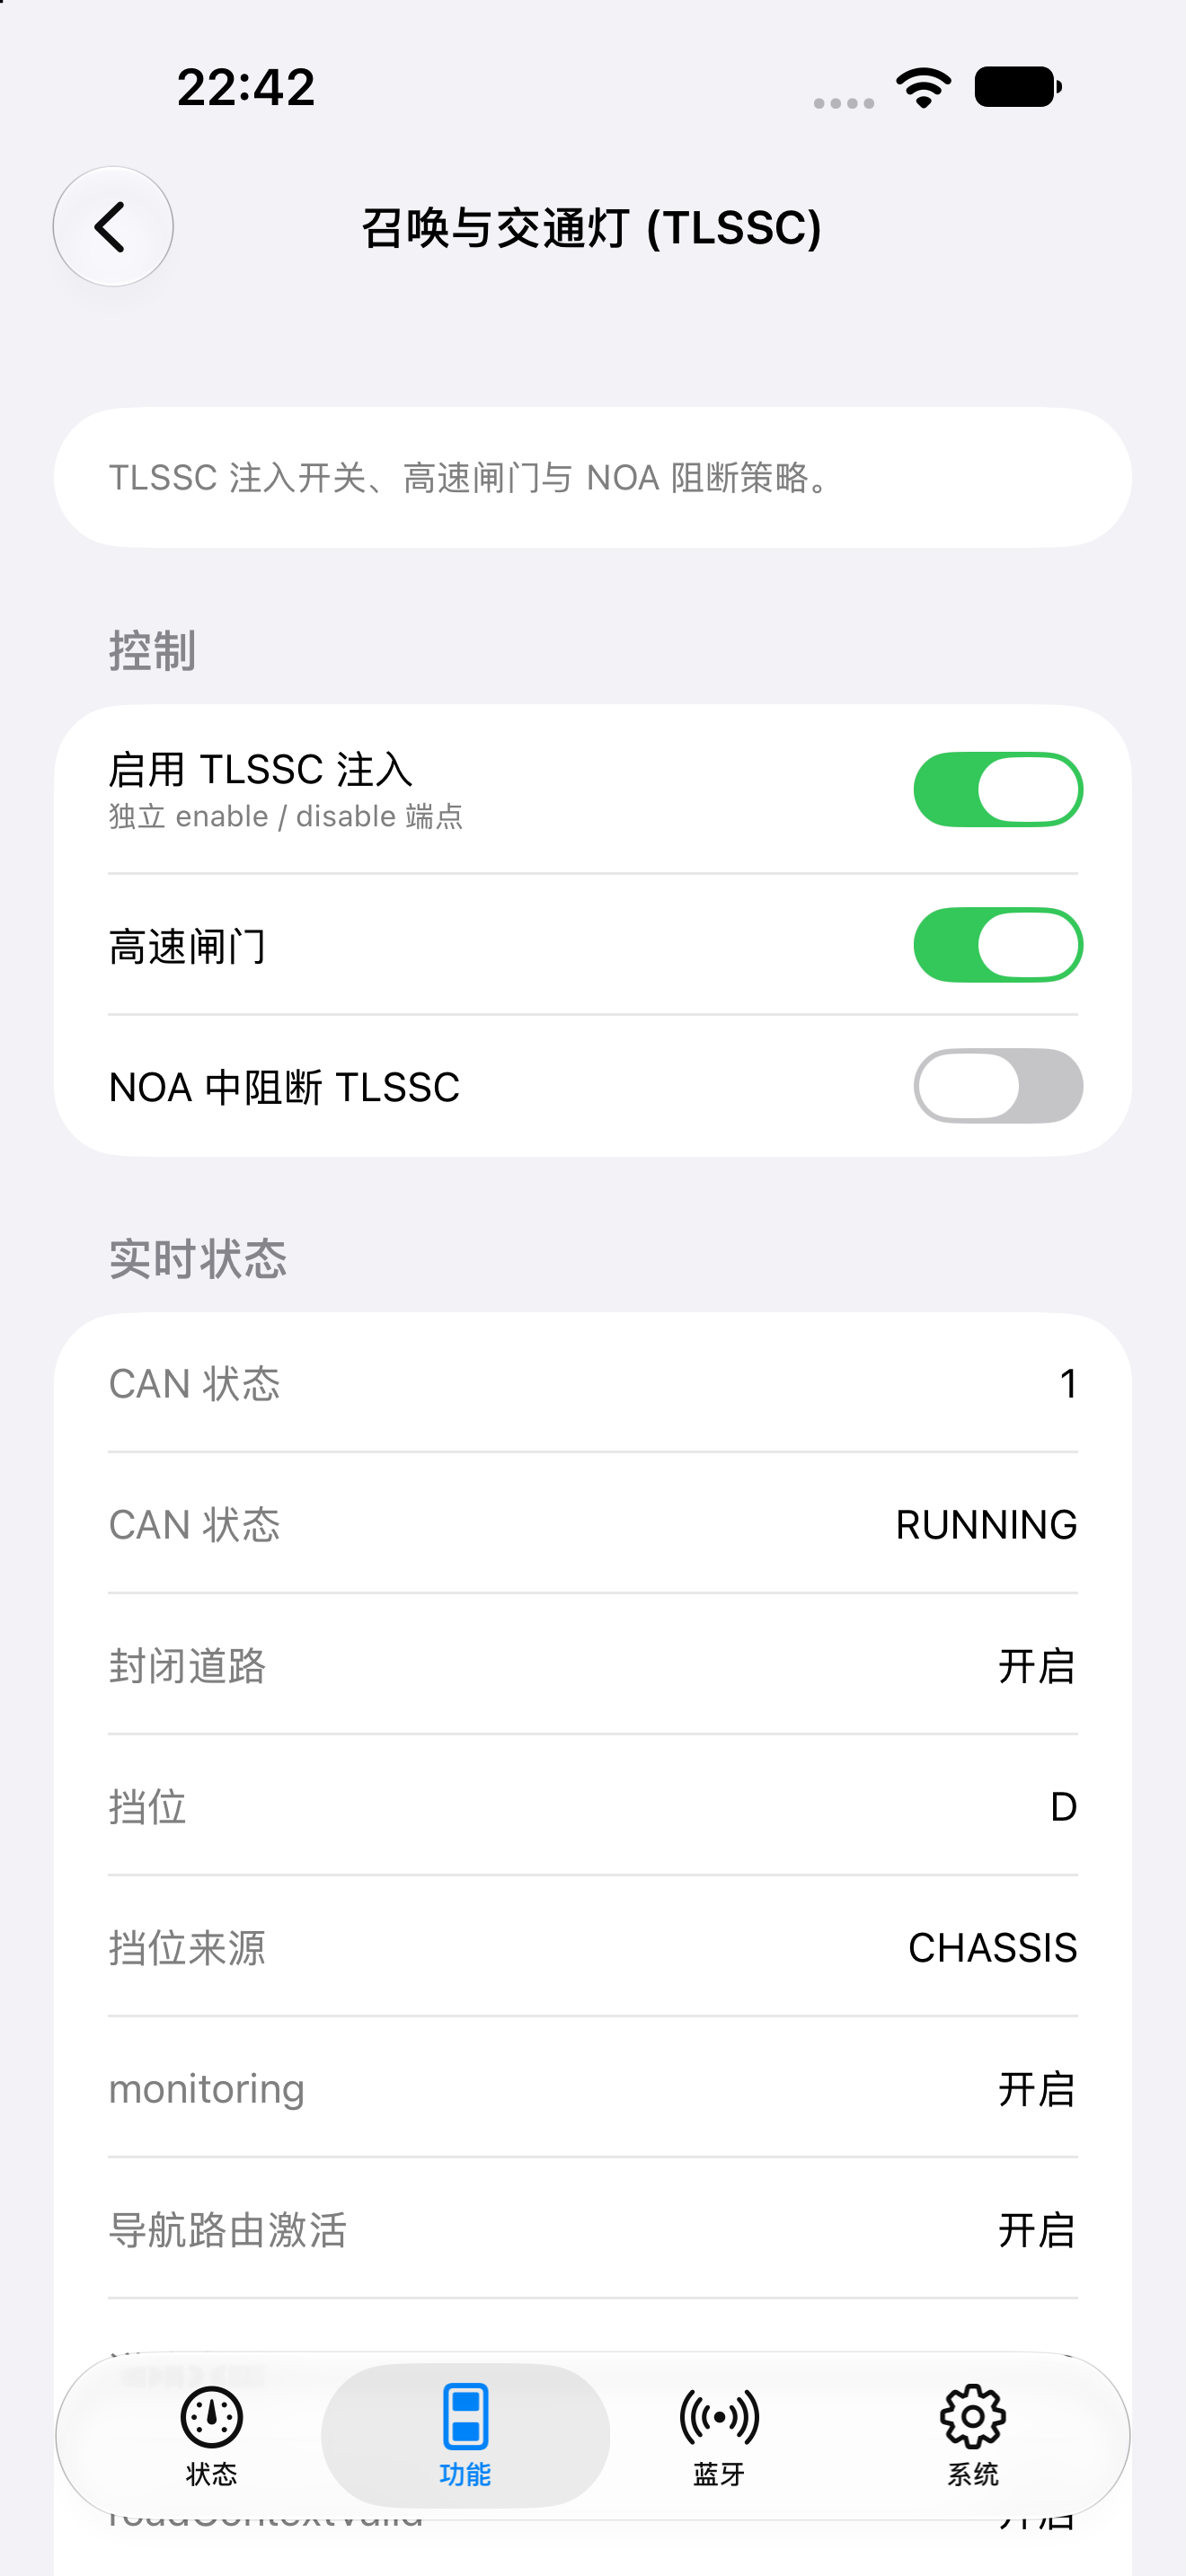 22:42
召唤与交通灯 (TLSSC)
TLSSC 注入开关、高速闸门与 NOA 阻断策略。
控制
启用 TLSSC 注入
独立 enable / disable 端点
高速闸门
NOA 中阻断 TLSSC
实时状态
CAN 状态 1
CAN 状态 RUNNING
封闭道路 开启
挡位 D
挡位来源 CHASSIS
monitoring 开启
导航路由激活 开启
状态 功能 蓝牙 系统
roadContextValid 开启